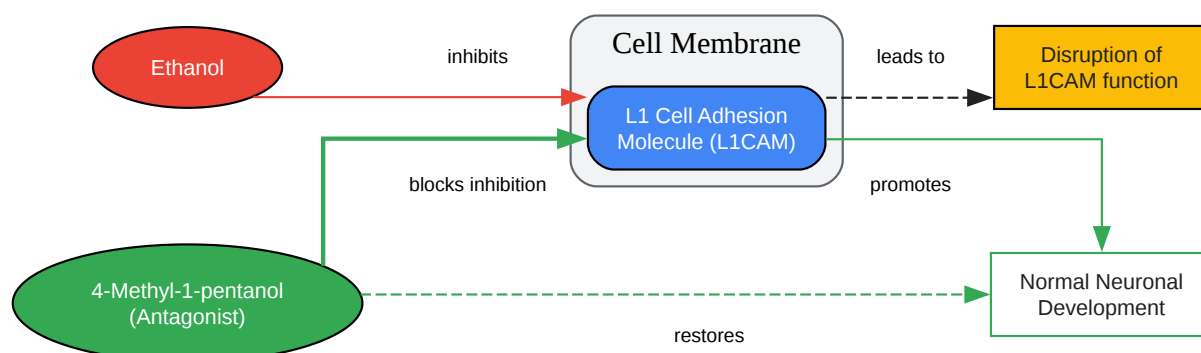 Ethanol
inhibits
Cell Membrane
L1 Cell Adhesion
Molecule (L1CAM)
leads to
Disruption of
L1CAM function
blocks inhibition
promotes
4-Methyl-1-pentanol
(Antagonist)
restores
Normal Neuronal
Development